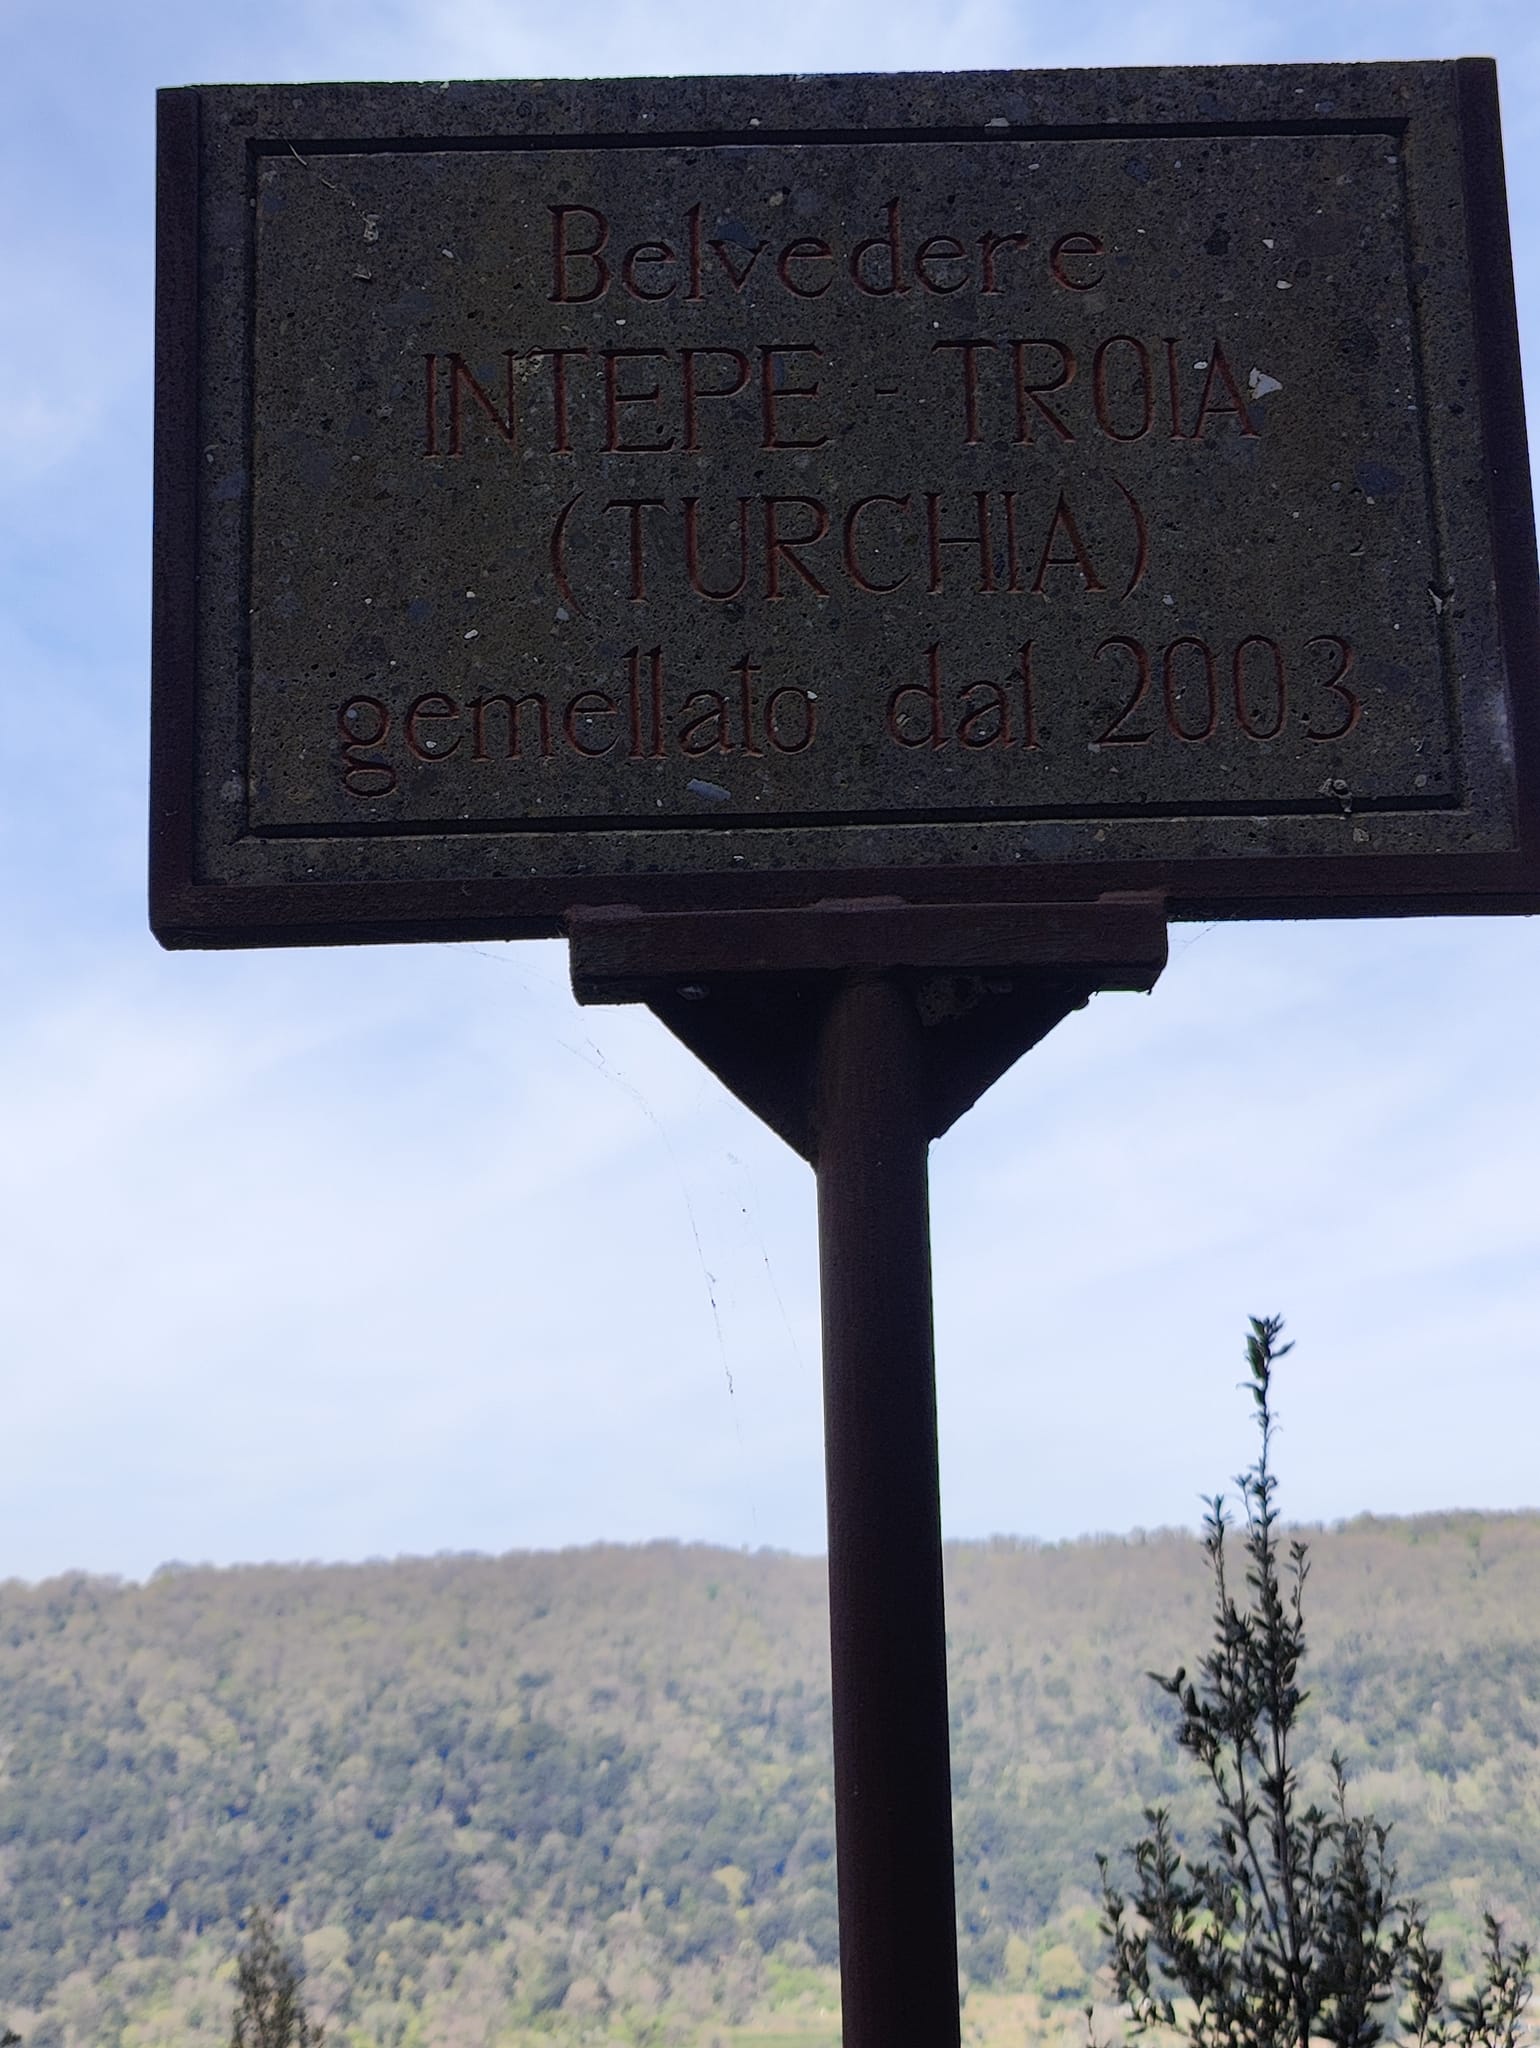 Belvedere
INTEPE - TROIA
(TURCHIA)
gemellato dal 2003